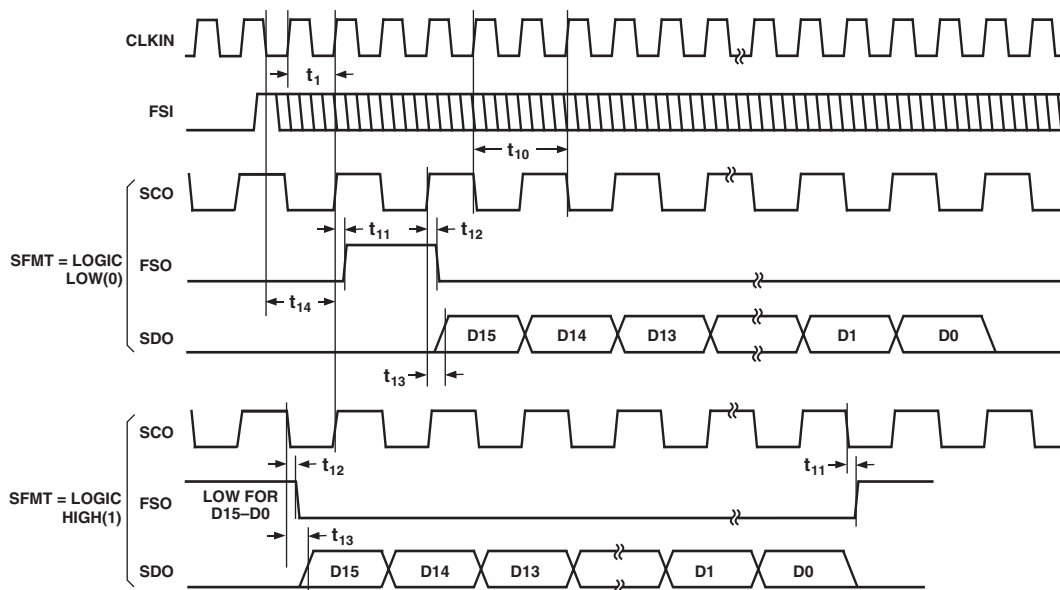 CLKIN
t1
FSI
t10
SCO
t11
t12
SFMT = LOGIC
LOW(0)
FSO
t14
SDO
D15
D14
D13
D1
D0
t13
SCO
t12
t11
SFMT = LOGIC
HIGH(1)
FSO
LOW FOR
D15–D0
t13
SDO
D15
D14
D13
D1
D0